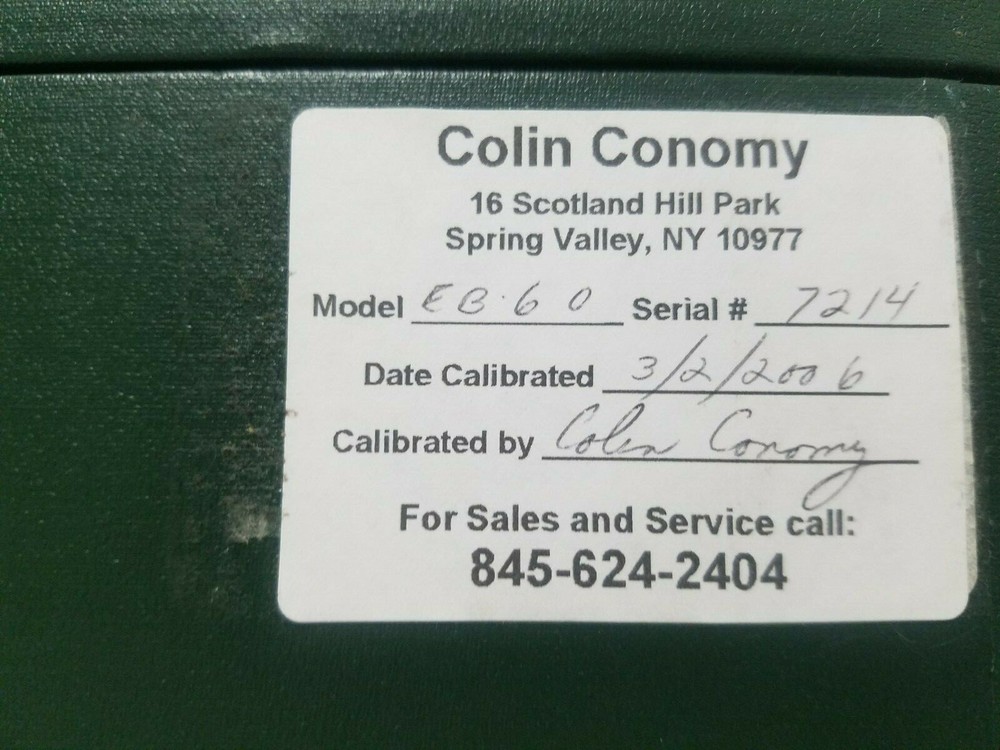 Colin Conomy
16 Scotland Hill Park
Spring Valley, NY 10977
Model EB·60 Serial # 7214
Date Calibrated 3/2/2006
Calibrated by Colin Conomy
For Sales and Service call:
845-624-2404